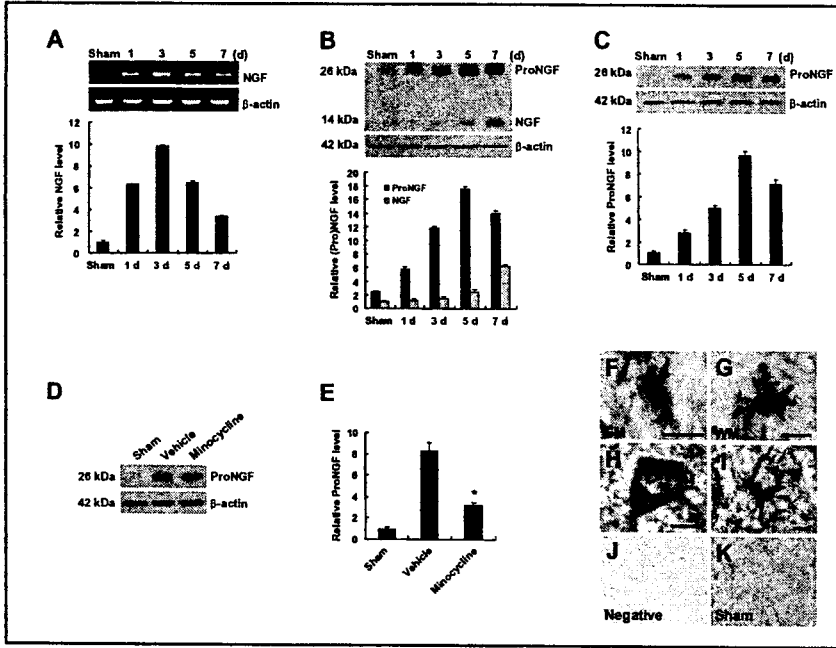 A
Sham 1 3 5 7 (d)
NGF
β-actin
Relative NGF level
12
10
8
6
4
2
0
Sham 1 d 3 d 5 d 7 d
B
Sham 1 3 5 7 (d)
26 kDa ProNGF
14 kDa NGF
42 kDa β-actin
Relative (Pro)NGF level
20
18
16
14
12
10
8
6
4
2
0
ProNGF
NGF
Sham 1 d 3 d 5 d 7 d
C
Sham 1 3 5 7 (d)
26 kDa ProNGF
42 kDa β-actin
Relative ProNGF level
12
10
8
6
4
2
0
Sham 1 d 3 d 5 d 7 d
D
Sham Vehicle Minocycline
26 kDa ProNGF
42 kDa β-actin
E
Relative ProNGF level
10
8
6
4
2
0
*
Sham Vehicle Minocycline
F
G
WM
H
I
J
Negative
K
Sham